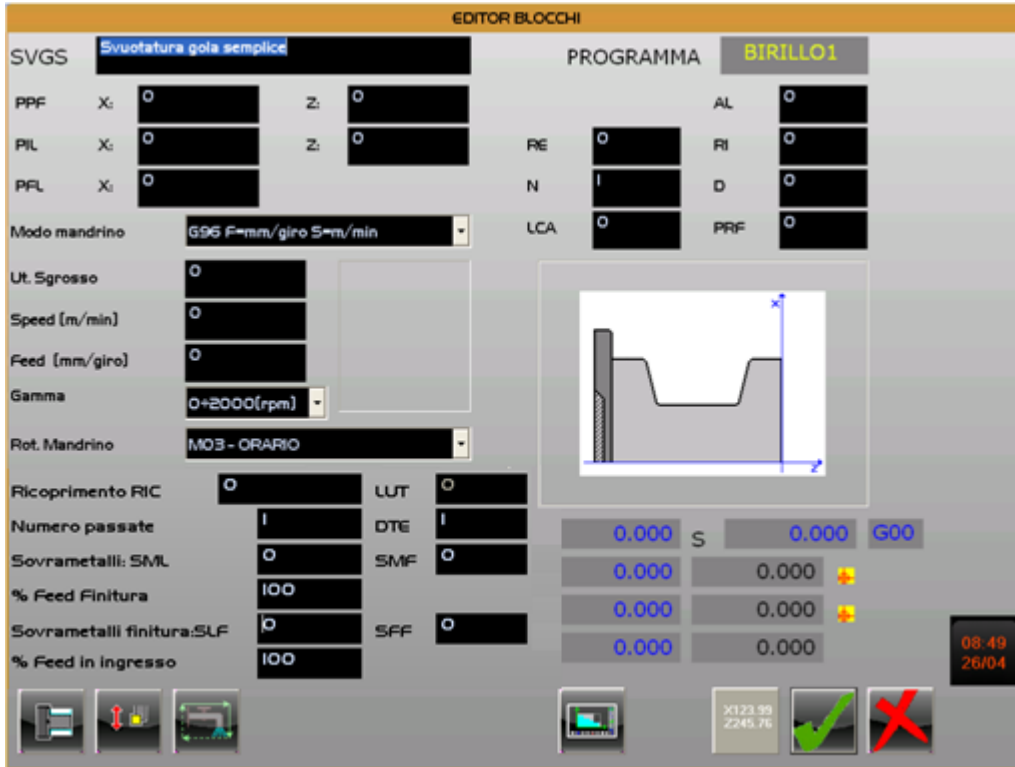 EDITOR BLOCCHI
SVGS Svuotatura gola semplice PROGRAMMA BIRILLO1
PPF X: 0 Z: 0 AL 0
PIL X: 0 Z: 0 RE 0 RI 0
PFL X: 0 N 1 D 0
Modo mandrino G96 F=mm/giro S=m/min LCA 0 PRF 0
Ut. Sgrosso 0
Speed [m/min] 0
Feed [mm/giro] 0
Gamma 0÷2000[rpm]
Rot. Mandrino M03 - ORARIO
X
Z
Ricoprimento RIC 0 LUT 0
Numero passate 1 DTE 1
Sovrametalli: SML 0 SMF 0
% Feed Finitura 100
Sovrametalli finitura:SLF 0 SFF 0
% Feed in ingresso 100
0.000 S 0.000 G00
0.000 0.000
0.000 0.000
0.000 0.000
08:49
26/04
X123.99
Z245.76